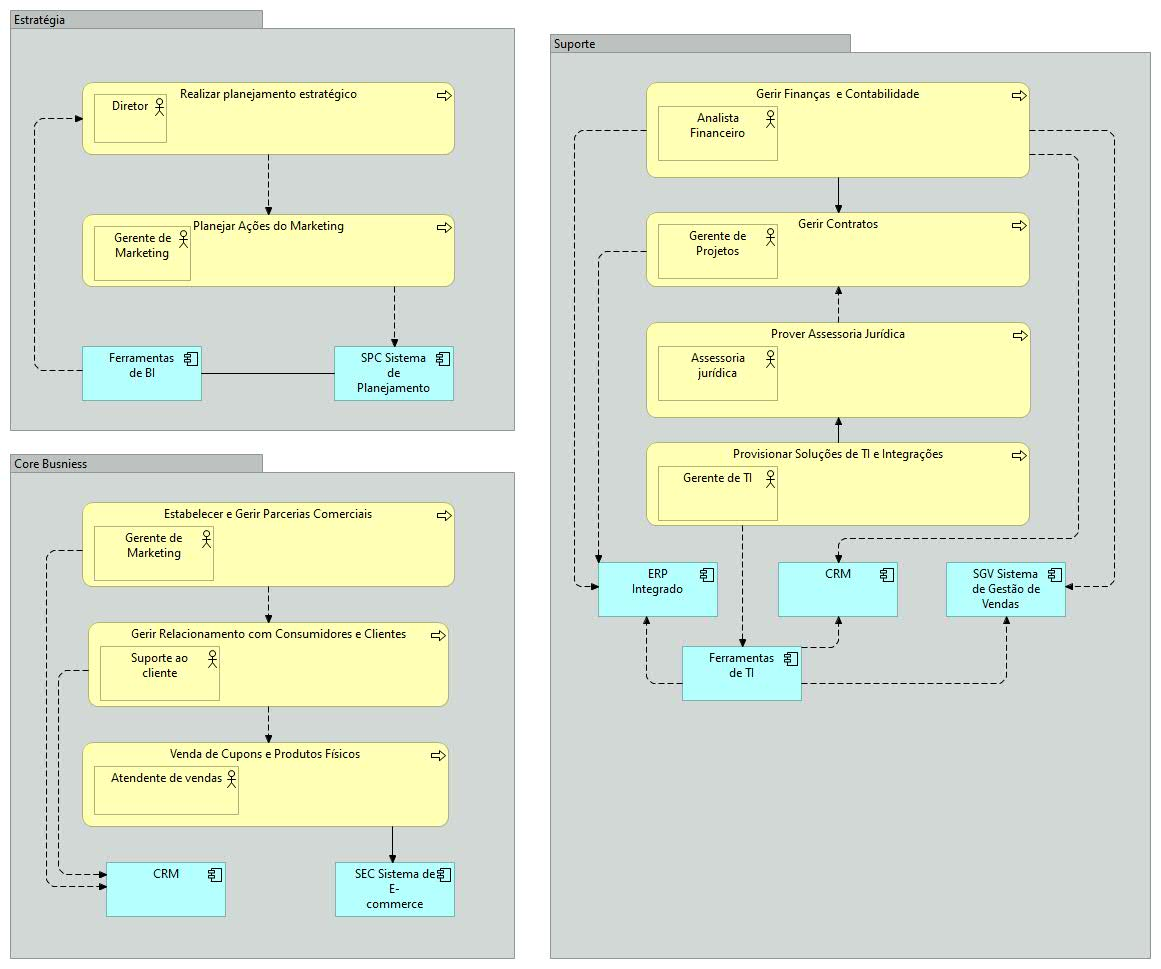 Estratégia
Realizar planejamento estratégico
Diretor
Planejar Ações do Marketing
Gerente de
Marketing
Ferramentas
de BI
SPC Sistema
de
Planejamento
Core Busniess
Estabelecer e Gerir Parcerias Comerciais
Gerente de
Marketing
Gerir Relacionamento com Consumidores e Clientes
Suporte ao
cliente
Venda de Cupons e Produtos Físicos
Atendente de vendas
CRM
SEC Sistema de
E-
commerce
Suporte
Gerir Finanças e Contabilidade
Analista
Financeiro
Gerir Contratos
Gerente de
Projetos
Prover Assessoria Jurídica
Assessoria
jurídica
Provisionar Soluções de TI e Integrações
Gerente de TI
ERP
Integrado
CRM
SGV Sistema
de Gestão de
Vendas
Ferramentas
de TI